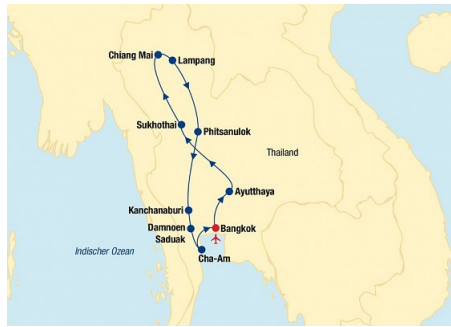 Chiang Mai
Lampang
Sukhothai
Phitsanulok
Thailand
Ayutthaya
Kanchanaburi
Damnoen
Saduak
Bangkok
Indischer Ozean
Cha-Am